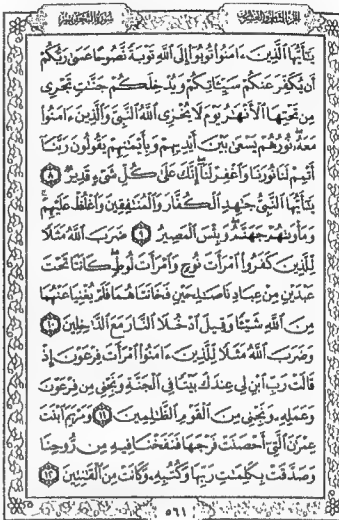 الجزء الثامن والعشرون
سورة التحريم
يَٰٓأَيُّهَا ٱلَّذِينَ ءَامَنُوا۟ تُوبُوٓا۟ إِلَى ٱللَّهِ تَوْبَةً نَّصُوحًا عَسَىٰ رَبُّكُمْ
أَن يُكَفِّرَ عَنكُمْ سَيِّـَٔاتِكُمْ وَيُدْخِلَكُمْ جَنَّٰتٍ تَجْرِى
مِن تَحْتِهَا ٱلْأَنْهَٰرُ يَوْمَ لَا يُخْزِى ٱللَّهُ ٱلنَّبِىَّ وَٱلَّذِينَ ءَامَنُوا۟
مَعَهُۥ نُورُهُمْ يَسْعَىٰ بَيْنَ أَيْدِيهِمْ وَبِأَيْمَٰنِهِمْ يَقُولُونَ رَبَّنَآ
أَتْمِمْ لَنَا نُورَنَا وَٱغْفِرْ لَنَآ إِنَّكَ عَلَىٰ كُلِّ شَىْءٍ قَدِيرٌ ٨
يَٰٓأَيُّهَا ٱلنَّبِىُّ جَٰهِدِ ٱلْكُفَّارَ وَٱلْمُنَٰفِقِينَ وَٱغْلُظْ عَلَيْهِمْ
وَمَأْوَىٰهُمْ جَهَنَّمُ وَبِئْسَ ٱلْمَصِيرُ ٩ ضَرَبَ ٱللَّهُ مَثَلًا
لِّلَّذِينَ كَفَرُوا۟ ٱمْرَأَتَ نُوحٍ وَٱمْرَأَتَ لُوطٍ كَانَتَا تَحْتَ
عَبْدَيْنِ مِنْ عِبَادِنَا صَٰلِحَيْنِ فَخَانَتَاهُمَا فَلَمْ يُغْنِيَا عَنْهُمَا
مِنَ ٱللَّهِ شَيْـًٔا وَقِيلَ ٱدْخُلَا ٱلنَّارَ مَعَ ٱلدَّٰخِلِينَ ١٠
وَضَرَبَ ٱللَّهُ مَثَلًا لِّلَّذِينَ ءَامَنُوا۟ ٱمْرَأَتَ فِرْعَوْنَ إِذْ
قَالَتْ رَبِّ ٱبْنِ لِى عِندَكَ بَيْتًا فِى ٱلْجَنَّةِ وَنَجِّنِى مِن فِرْعَوْنَ
وَعَمَلِهِۦ وَنَجِّنِى مِنَ ٱلْقَوْمِ ٱلظَّٰلِمِينَ ١١ وَمَرْيَمَ ٱبْنَتَ
عِمْرَٰنَ ٱلَّتِىٓ أَحْصَنَتْ فَرْجَهَا فَنَفَخْنَا فِيهِ مِن رُّوحِنَا
وَصَدَّقَتْ بِكَلِمَٰتِ رَبِّهَا وَكُتُبِهِۦ وَكَانَتْ مِنَ ٱلْقَٰنِتِينَ ١٢
٥٦١